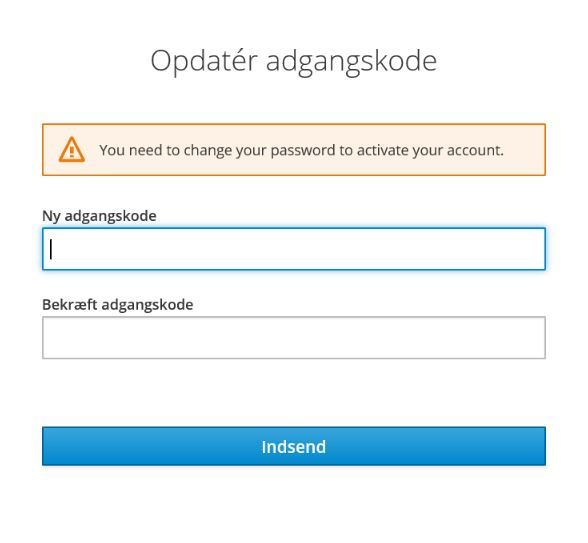 Opdatér adgangskode
You need to change your password to activate your account.
Ny adgangskode
Bekræft adgangskode
Indsend